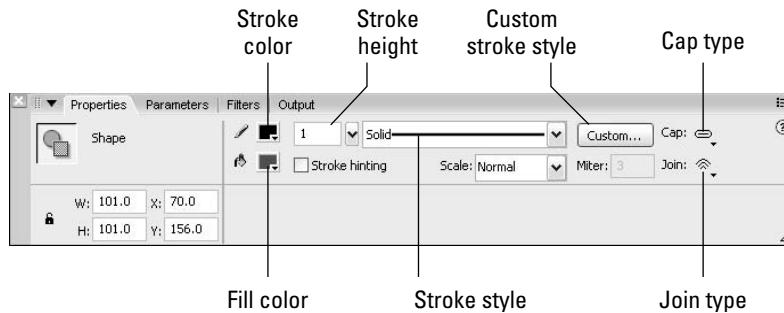 Stroke color
Stroke height
Custom stroke style
Cap type
Properties Parameters Filters Output
Shape
1 Solid Custom... Cap:
Stroke hinting Scale: Normal Miter: 3 Join:
W: 101.0 X: 70.0
H: 101.0 Y: 156.0
Fill color Stroke style Join type